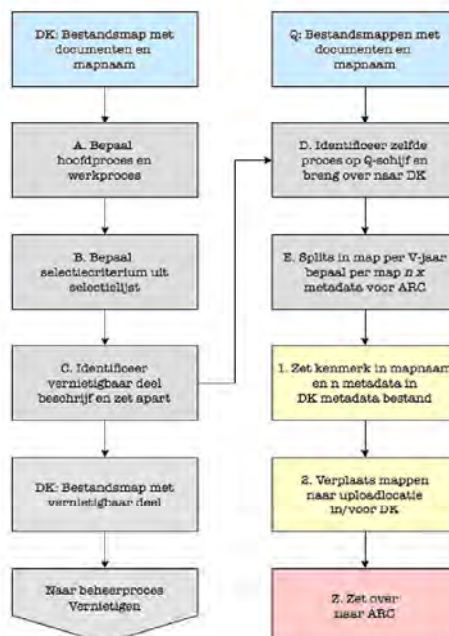 DK: Bestandsmap met
documenten en
mapnaam
A. Bepaal
hoofdproces en
werkproces
B. Bepaal
selectiecriterium uit
selectielijst
C. Identificeer
vernietigbaar deel
beschrijf en zet apart
DK: Bestandsmap met
vernietigbaar deel
Naar beheerproces
Vernietigen
Q: Bestandsmappen met
documenten en
mapnaam
D. Identificeer zelfde
proces op Q-schijf en
breng over naar DK
E. Splits in map per V-jaar
bepaal per map n x
metadata voor ARC
1. Zet kenmerk in mapnaam
en n metadata in
DK metadata bestand
2. Verplaats mappen
naar uploadlocatie
in/voor DK
Z. Zet over
naar ARC